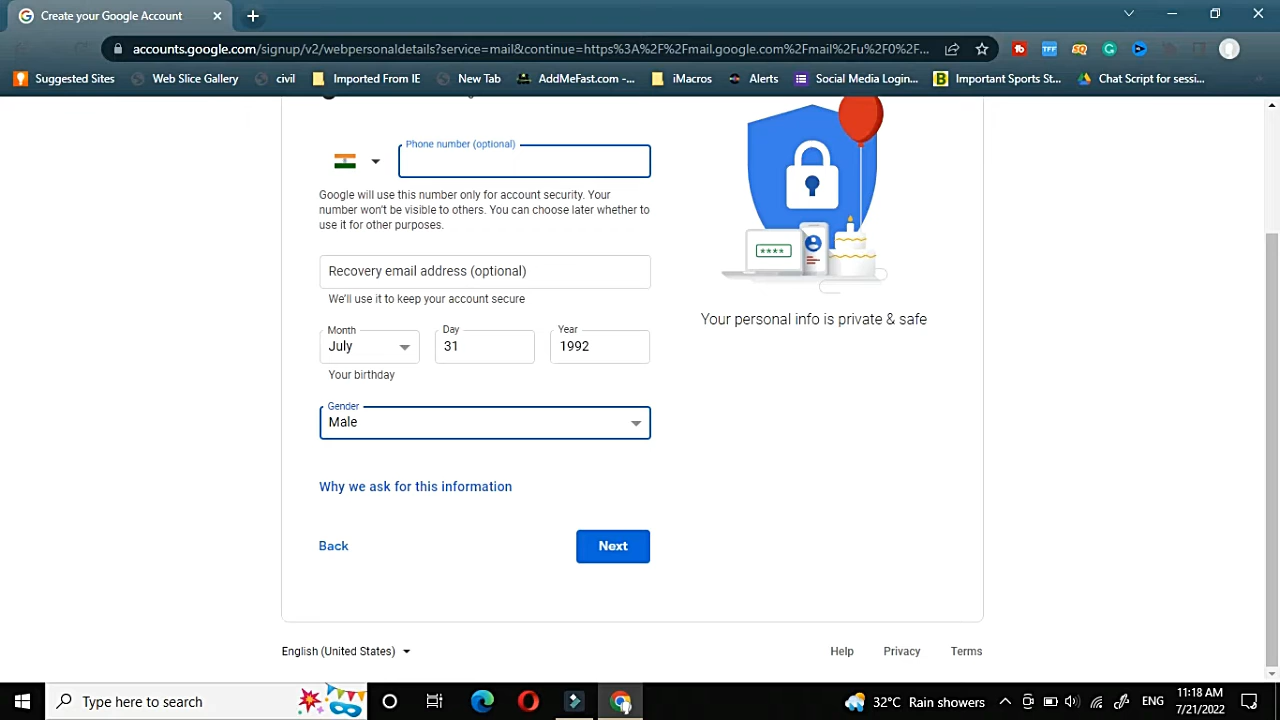 Create your Google Account
accounts.google.com/signup/v2/webpersonaldetails?service=mail&continue=https%3A%2F%2Fmail.google.com%2Fmail%2Fu%2F0%2F...
Suggested Sites
Web Slice Gallery
civil
Imported From IE
New Tab
AddMeFast.com -...
iMacros
Alerts
Social Media Login...
Important Sports St...
Chat Script for sessi...
Phone number (optional)
Google will use this number only for account security. Your
number won't be visible to others. You can choose later whether to
use it for other purposes.
Recovery email address (optional)
We'll use it to keep your account secure
Month
Day
Year
July
31
1992
Your birthday
Gender
Male
Why we ask for this information
Back
Next
****
Your personal info is private & safe
English (United States)
Help
Privacy
Terms
Type here to search
32°C Rain showers
ENG
11:18 AM
7/21/2022